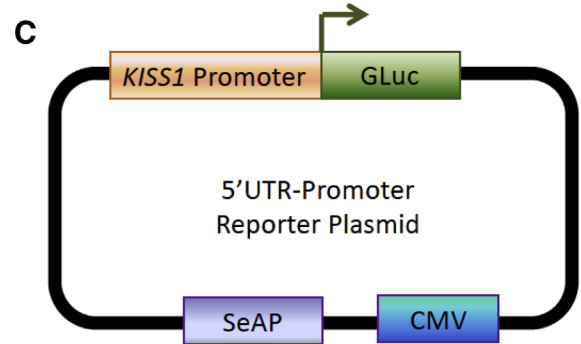 C
KISS1 Promoter
GLuc
5'UTR-Promoter
Reporter Plasmid
SeAP
CMV